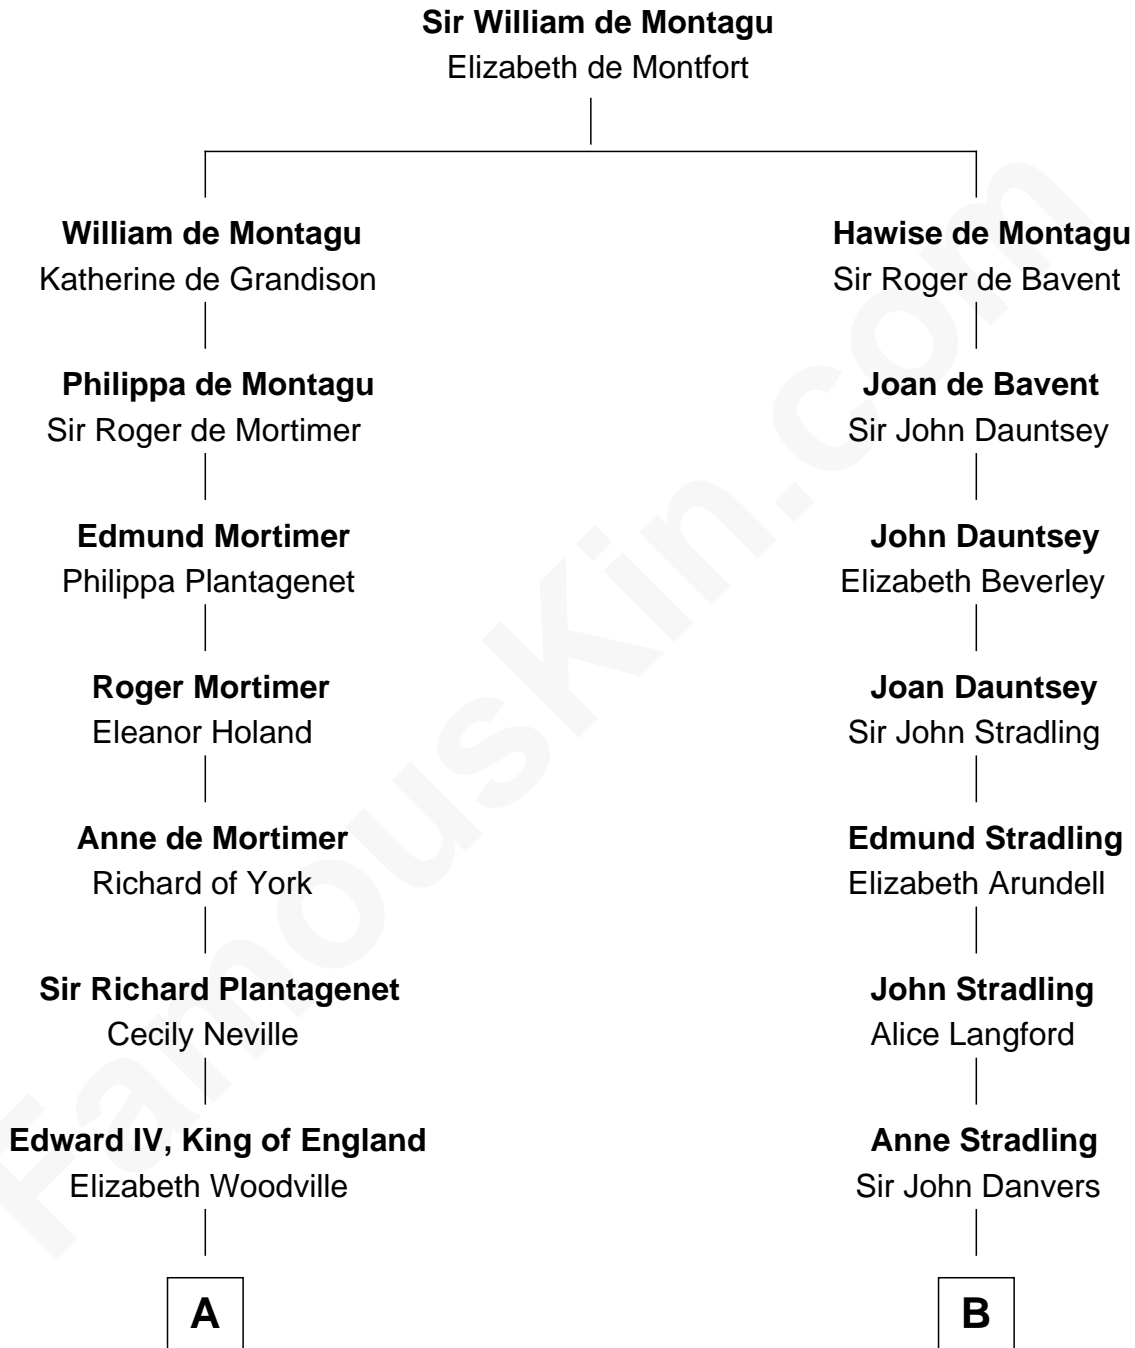 Sir William de Montagu
Elizabeth de Montfort
William de Montagu
Katherine de Grandison
Philippa de Montagu
Sir Roger de Mortimer
Edmund Mortimer
Philippa Plantagenet
Roger Mortimer
Eleanor Holand
Anne de Mortimer
Richard of York
Sir Richard Plantagenet
Cecily Neville
Edward IV, King of England
Elizabeth Woodville
A
Hawise de Montagu
Sir Roger de Bavent
Joan de Bavent
Sir John Dauntsey
John Dauntsey
Elizabeth Beverley
Joan Dauntsey
Sir John Stradling
Edmund Stradling
Elizabeth Arundell
John Stradling
Alice Langford
Anne Stradling
Sir John Danvers
B
FamousKin.com